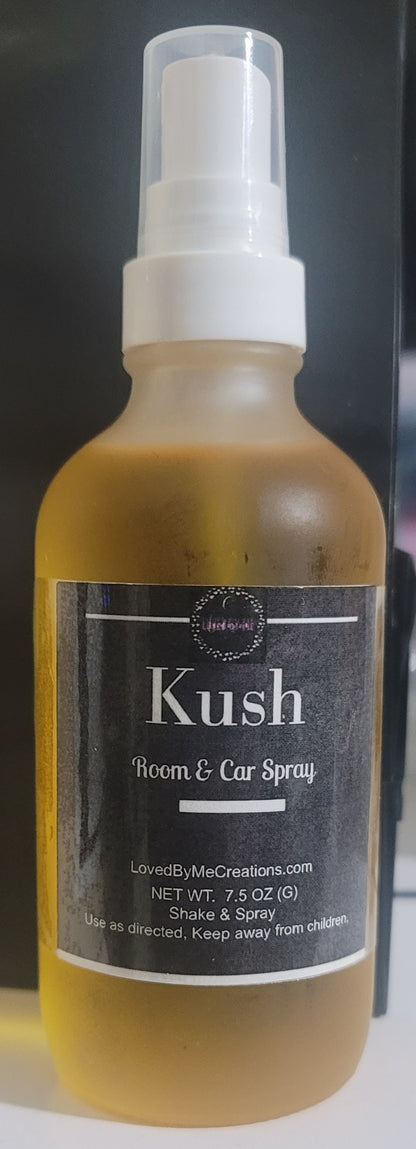 Kush
Room & Car Spray
LovedByMeCreations.com
NET WT. 7.5 OZ (G)
Shake & Spray
Use as directed, Keep away from children.